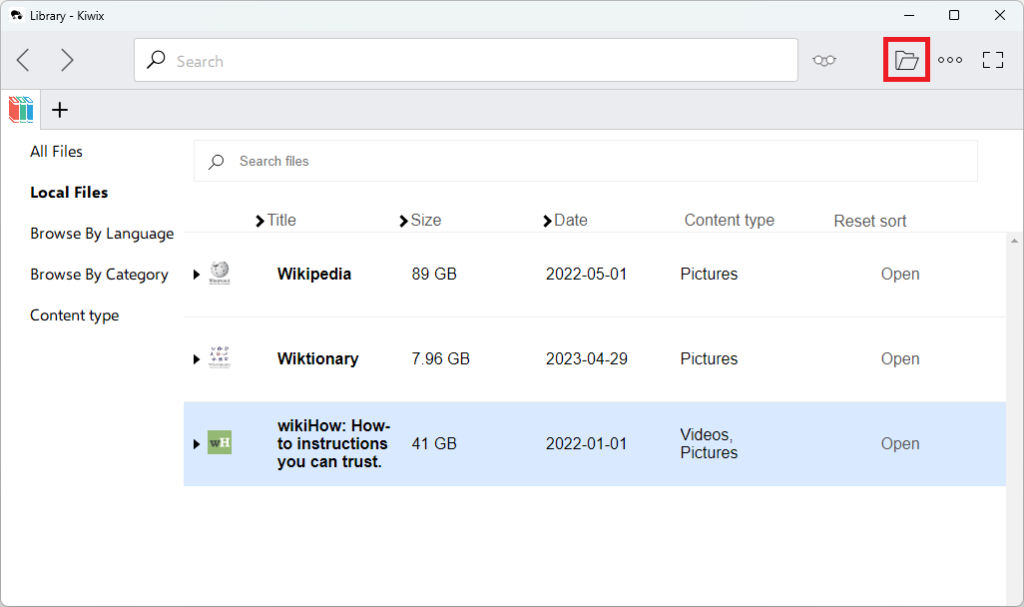 Library - Kiwix
Search
All Files
Local Files
Browse By Language
Browse By Category
Content type
Search files
Title Size Date Content type Reset sort
Wikipedia 89 GB 2022-05-01 Pictures Open
Wiktionary 7.96 GB 2023-04-29 Pictures Open
wH
wikiHow: How-
to instructions
you can trust.
41 GB 2022-01-01
Videos,
Pictures
Open